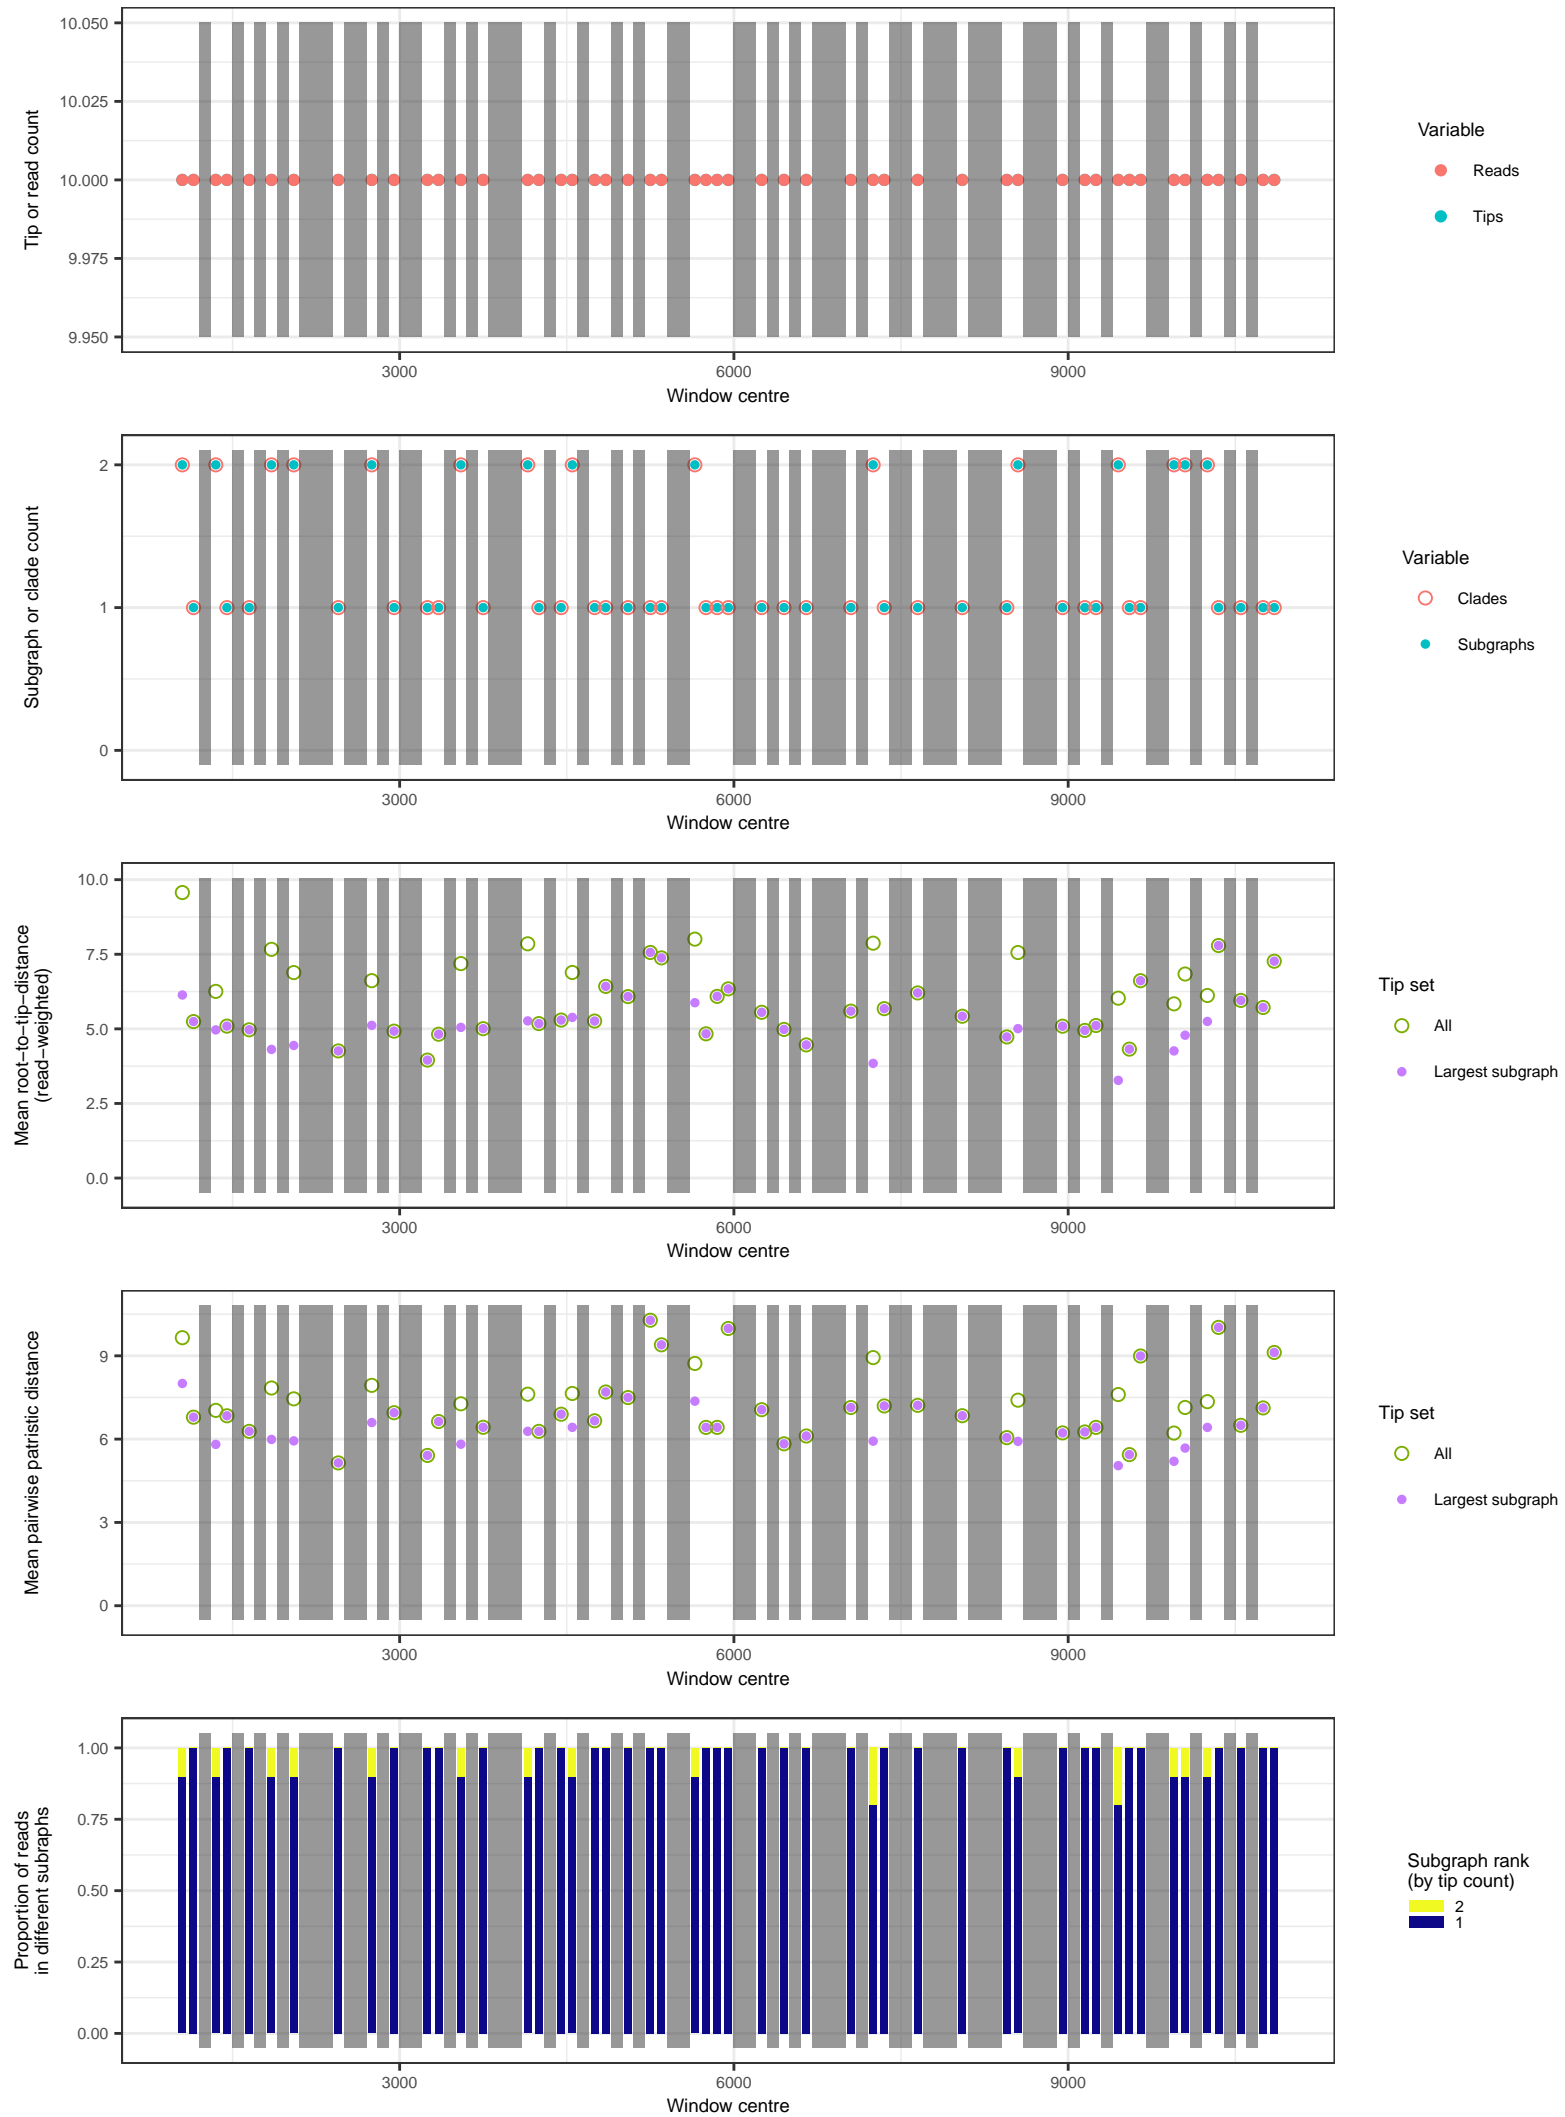 10.050
10.025
10.000
9.975
9.950
Tip or read count
3000
6000
9000
Window centre
Variable
Reads
Tips
2
1
0
Subgraph or clade count
3000
6000
9000
Window centre
Variable
Clades
Subgraphs
10.0
7.5
5.0
2.5
0.0
Mean root−to−tip−distance
(read−weighted)
3000
6000
9000
Window centre
Tip set
All
Largest subgraph
9
6
3
0
Mean pairwise patristic distance
3000
6000
9000
Window centre
Tip set
All
Largest subgraph
1.00
0.75
0.50
0.25
0.00
Proportion of reads
in different subraphs
3000
6000
9000
Window centre
Subgraph rank
(by tip count)
2
1